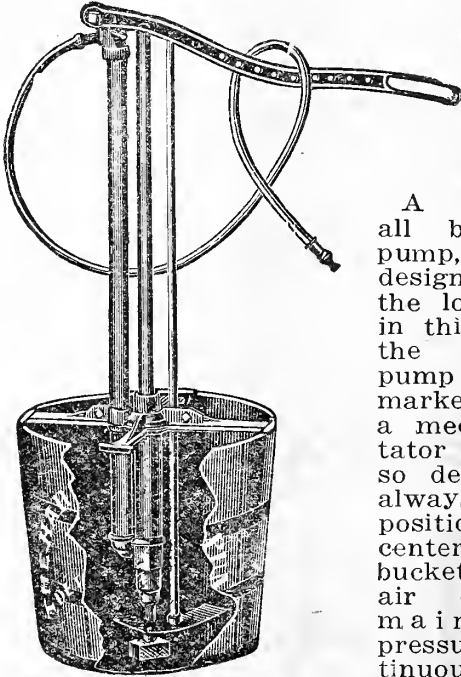 A
all b
pump,
design
the lo
in thi
the
pump
marke
a mec
tator
so de
alway
positio
center
bucket
air
main
pressu
tinuou